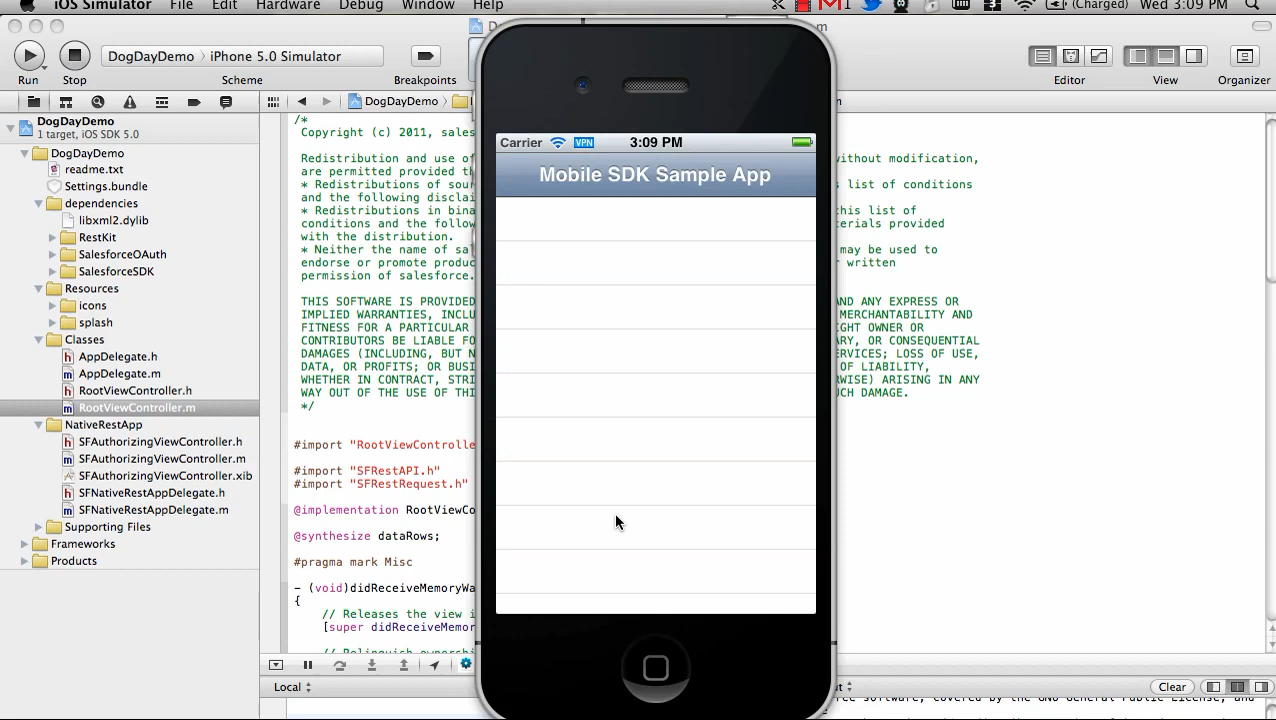 iOS Simulator File Edit Hardware Debug Window Help
1 (Charged) Wed 3:09 PM
DogDayDemo iPhone 5.0 Simulator
Run Stop Scheme Breakpoints Editor View Organizer
DogDayDemo
DogDayDemo
1 target, iOS SDK 5.0
DogDayDemo
readme.txt
Settings.bundle
dependencies
libxml2.dylib
RestKit
SalesforceOAuth
SalesforceSDK
Resources
icons
splash
Classes
AppDelegate.h
AppDelegate.m
RootViewController.h
RootViewController.m
NativeRestApp
SFAuthorizingViewController.h
SFAuthorizingViewController.m
SFAuthorizingViewController.xib
SFNativeRestAppDelegate.h
SFNativeRestAppDelegate.m
Supporting Files
Frameworks
Products
/*
Copyright (c) 2011, sales
Redistribution and use of
are permitted provided th
* Redistributions of sour
and the following disclai
* Redistributions in bina
conditions and the follow
with the distribution.
* Neither the name of sa
endorse or promote produc
permission of salesforce.
THIS SOFTWARE IS PROVIDED
IMPLIED WARRANTIES, INCLU
FITNESS FOR A PARTICULAR
CONTRIBUTORS BE LIABLE FO
DAMAGES (INCLUDING, BUT N
DATA, OR PROFITS; OR BUSI
WHETHER IN CONTRACT, STRI
WAY OUT OF THE USE OF THI
*/
#import "RootViewControlle
#import "SFRestAPI.h"
#import "SFRestRequest.h"
@implementation RootViewCo
@synthesize dataRows;
#pragma mark Misc
- (void)didReceiveMemoryWa
{
// Releases the view i
[super didReceiveMemor
Carrier VPN 3:09 PM
Mobile SDK Sample App
without modification,
s list of conditions
this list of
terials provided
may be used to
written
AND ANY EXPRESS OR
MERCHANTABILITY AND
IGHT OWNER OR
ARY, OR CONSEQUENTIAL
ERVICES; LOSS OF USE,
OF LIABILITY,
RWISE) ARISING IN ANY
UCH DAMAGE.
Local Clear